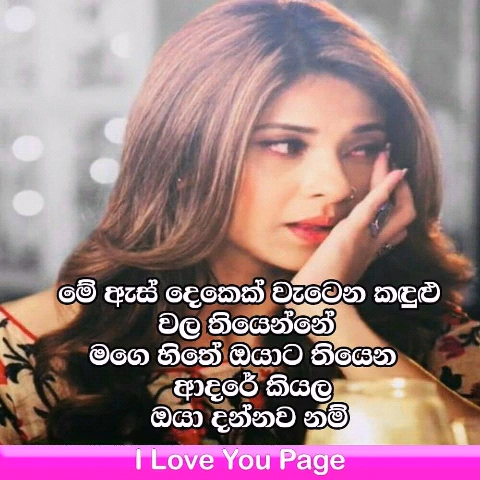 මේ ඇස් දෙකෙක් වැටෙන කඳුළු
වල තියෙන්නේ
මගෙ හිතේ ඔයාට තියෙන
ආදරේ කියල
ඔයා දන්නව නම්
I Love You Page